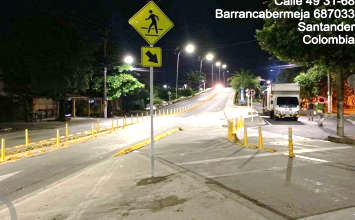 Calle 49 31-68
Barrancabermeja 687033
Santander
Colombia